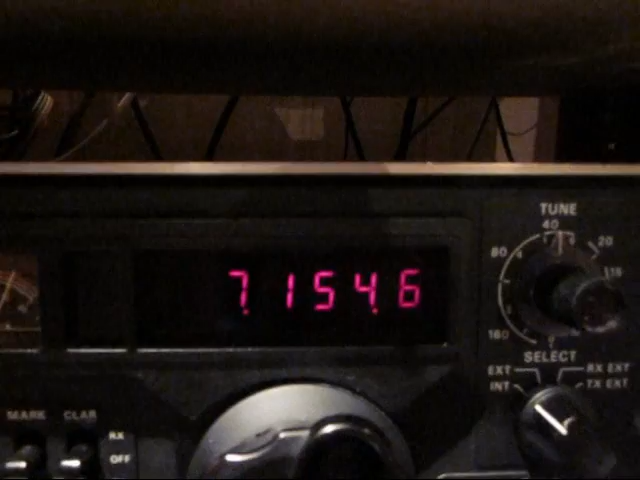 TUNE
40
80
20
15
160
7.154.6
SELECT
EXT
RX EXT
INT
TX EXT
MARK
CLAR
RX
OFF